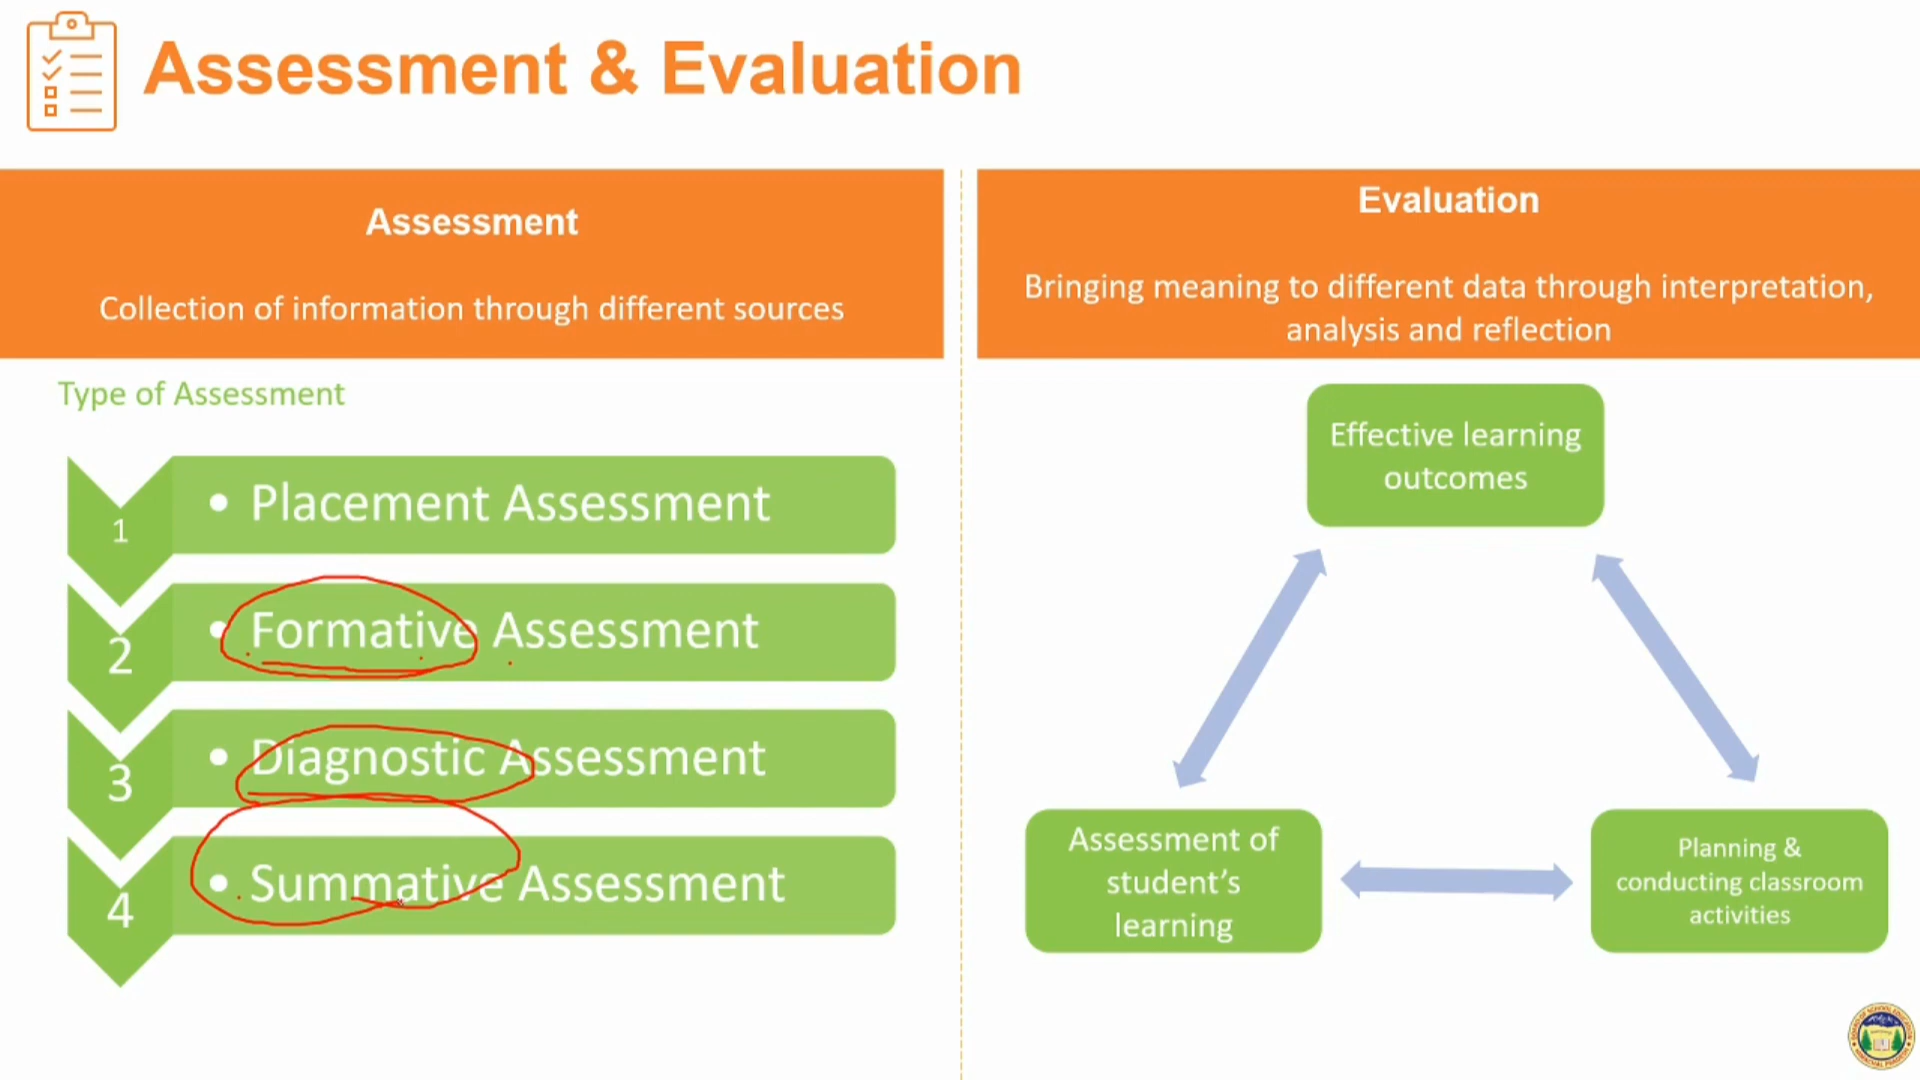 Assessment & Evaluation
Assessment
Collection of information through different sources
Type of Assessment
1
• Placement Assessment
2
• Formative Assessment
3
• Diagnostic Assessment
4
• Summative Assessment
Evaluation
Bringing meaning to different data through interpretation,
analysis and reflection
Effective learning
outcomes
Assessment of
student’s
learning
Planning &
conducting classroom
activities